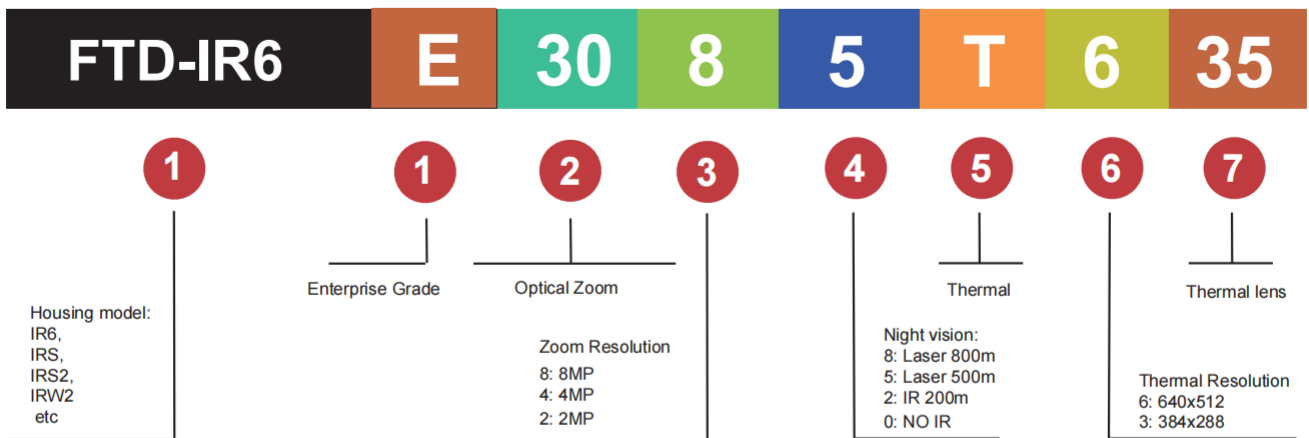 FTD-IR6 E 30 8 5 T 6 35
1 1 2 3 4 5 6 7
Enterprise Grade
Optical Zoom
Thermal
Thermal lens
Housing model:
IR6,
IRS,
IRS2,
IRW2
etc
Zoom Resolution
8: 8MP
4: 4MP
2: 2MP
Night vision:
8: Laser 800m
5: Laser 500m
2: IR 200m
0: NO IR
Thermal Resolution
6: 640x512
3: 384x288